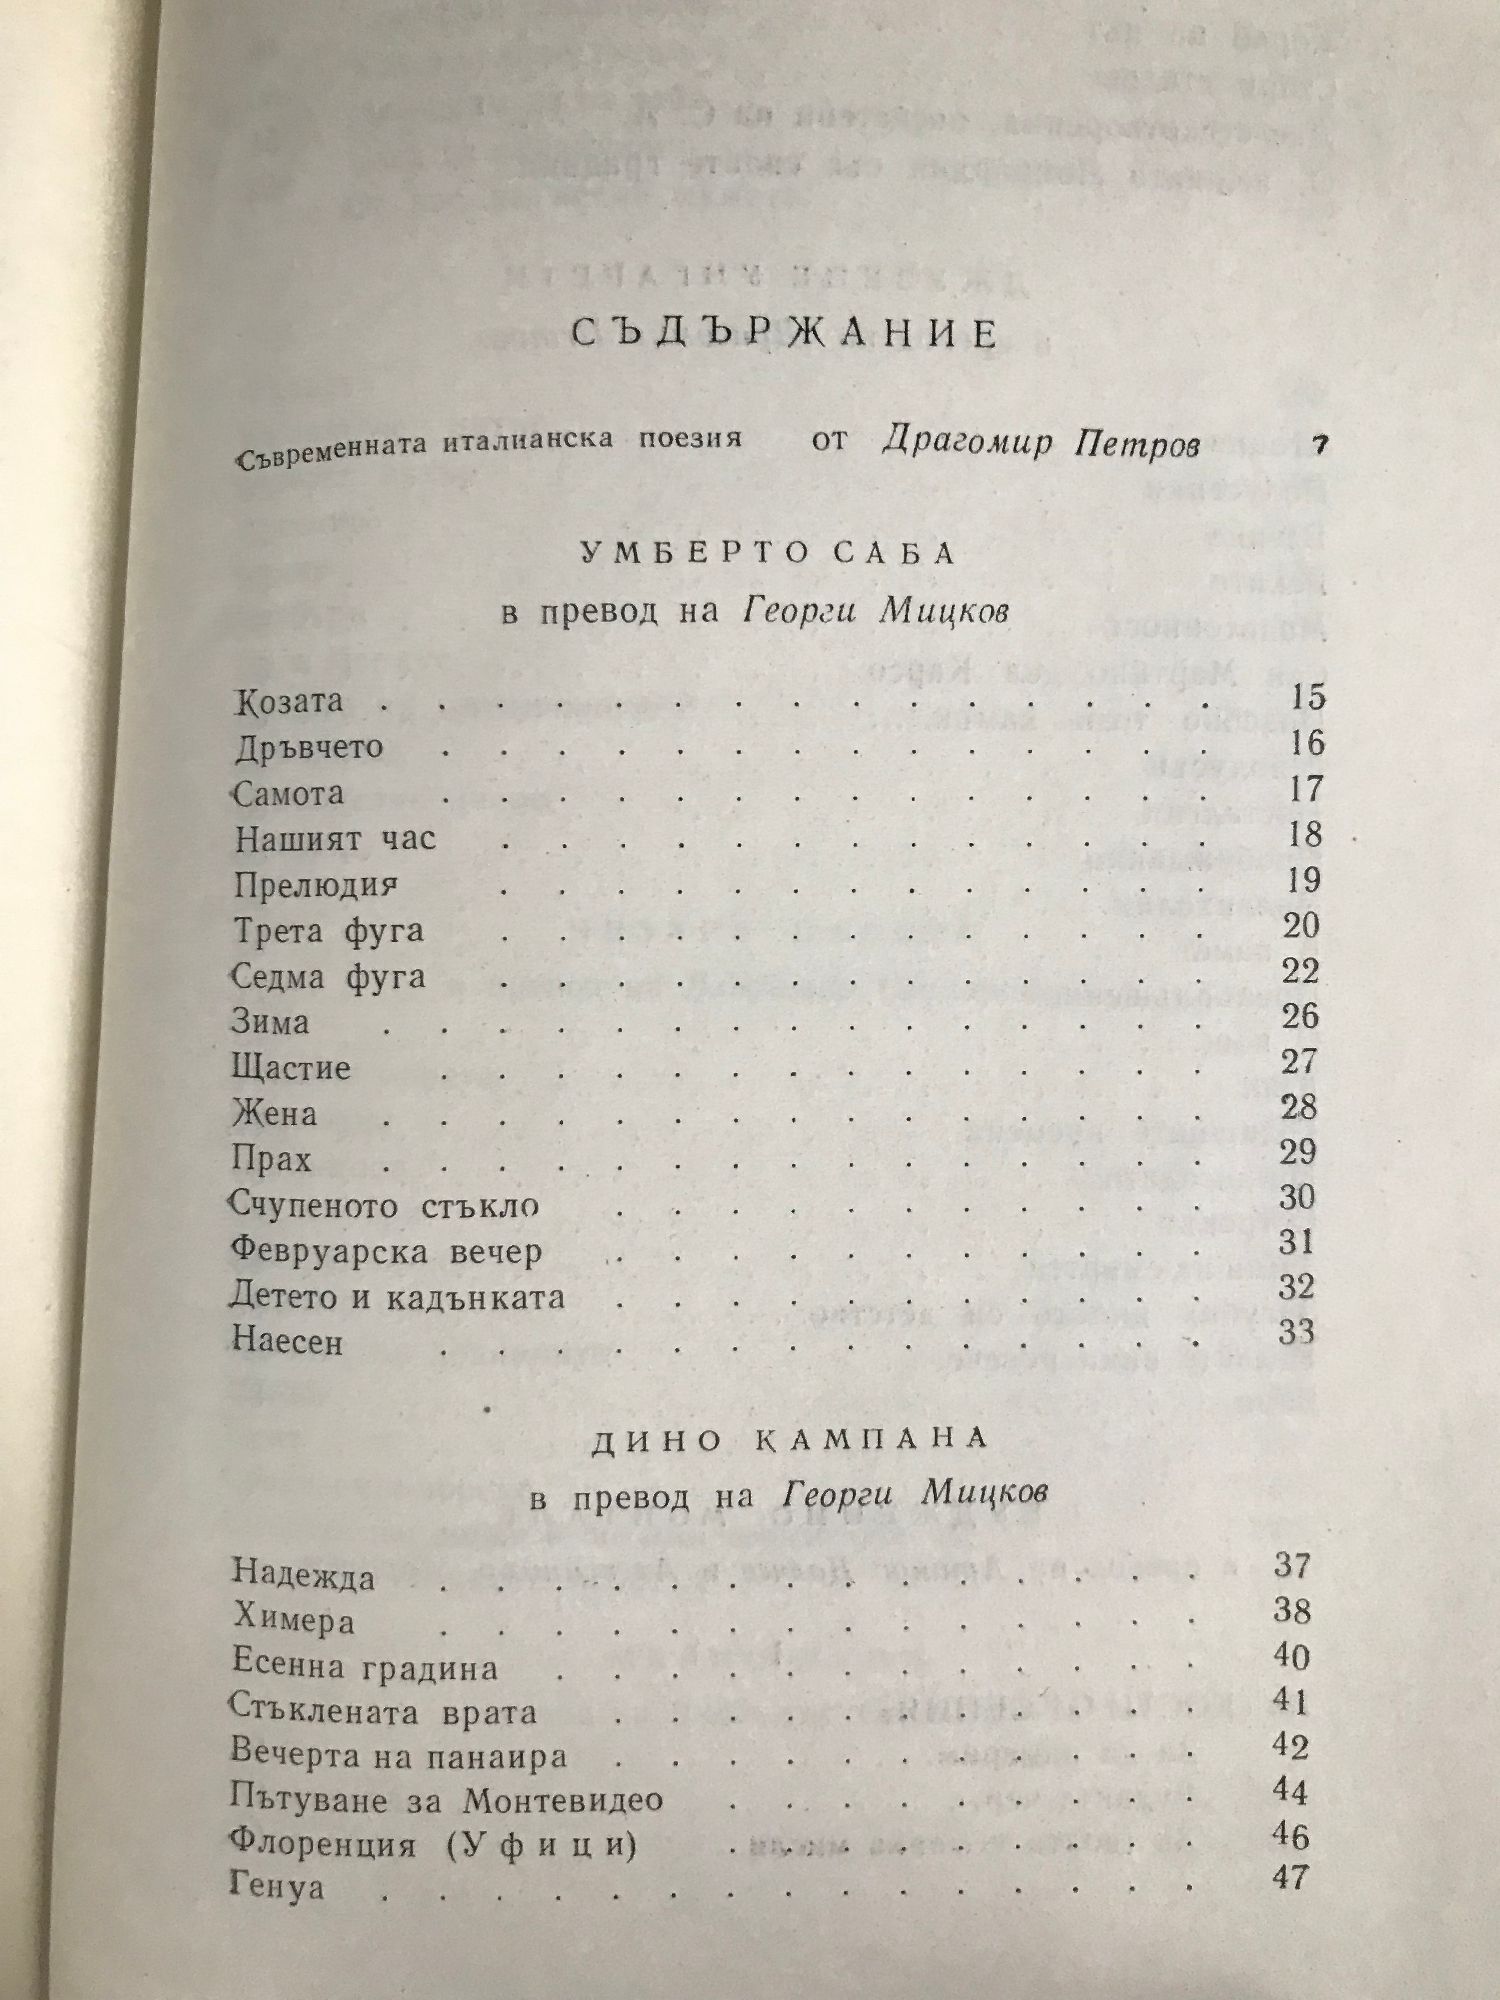 СЪДЪРЖАНИЕ
Съвременната италианска поезия от Драгомир Петров 7
УМБЕРТО САБА
в превод на Георги Мицков
Козата . . . . . . . . . . . . . . . 15
Дръвчето . . . . . . . . . . . . . . 16
Самота . . . . . . . . . . . . . . 17
Нашият час . . . . . . . . . . . . . 18
Прелюдия . . . . . . . . . . . . . 19
Трета фуга . . . . . . . . . . . . . 20
Седма фуга . . . . . . . . . . . . . 22
Зима . . . . . . . . . . . . . . . 26
Щастие . . . . . . . . . . . . . . 27
Жена . . . . . . . . . . . . . . . 28
Прах . . . . . . . . . . . . . . . 29
Счупеното стъкло . . . . . . . . . . . 30
Февруарска вечер . . . . . . . . . . . 31
Детето и кадънката . . . . . . . . . . . 32
Наесен . . . . . . . . . . . . . . 33
ДИНО КАМПАНА
в превод на Георги Мицков
Надежда . . . . . . . . . . . . . . 37
Химера . . . . . . . . . . . . . . 38
Есенна градина . . . . . . . . . . . . 40
Стъклената врата . . . . . . . . . . . 41
Вечерта на панаира . . . . . . . . . . . 42
Пътуване за Монтевидео . . . . . . . . . 44
Флоренция (Уфици) . . . . . . . . . 46
Генуа . . . . . . . . . . . . . . . 47